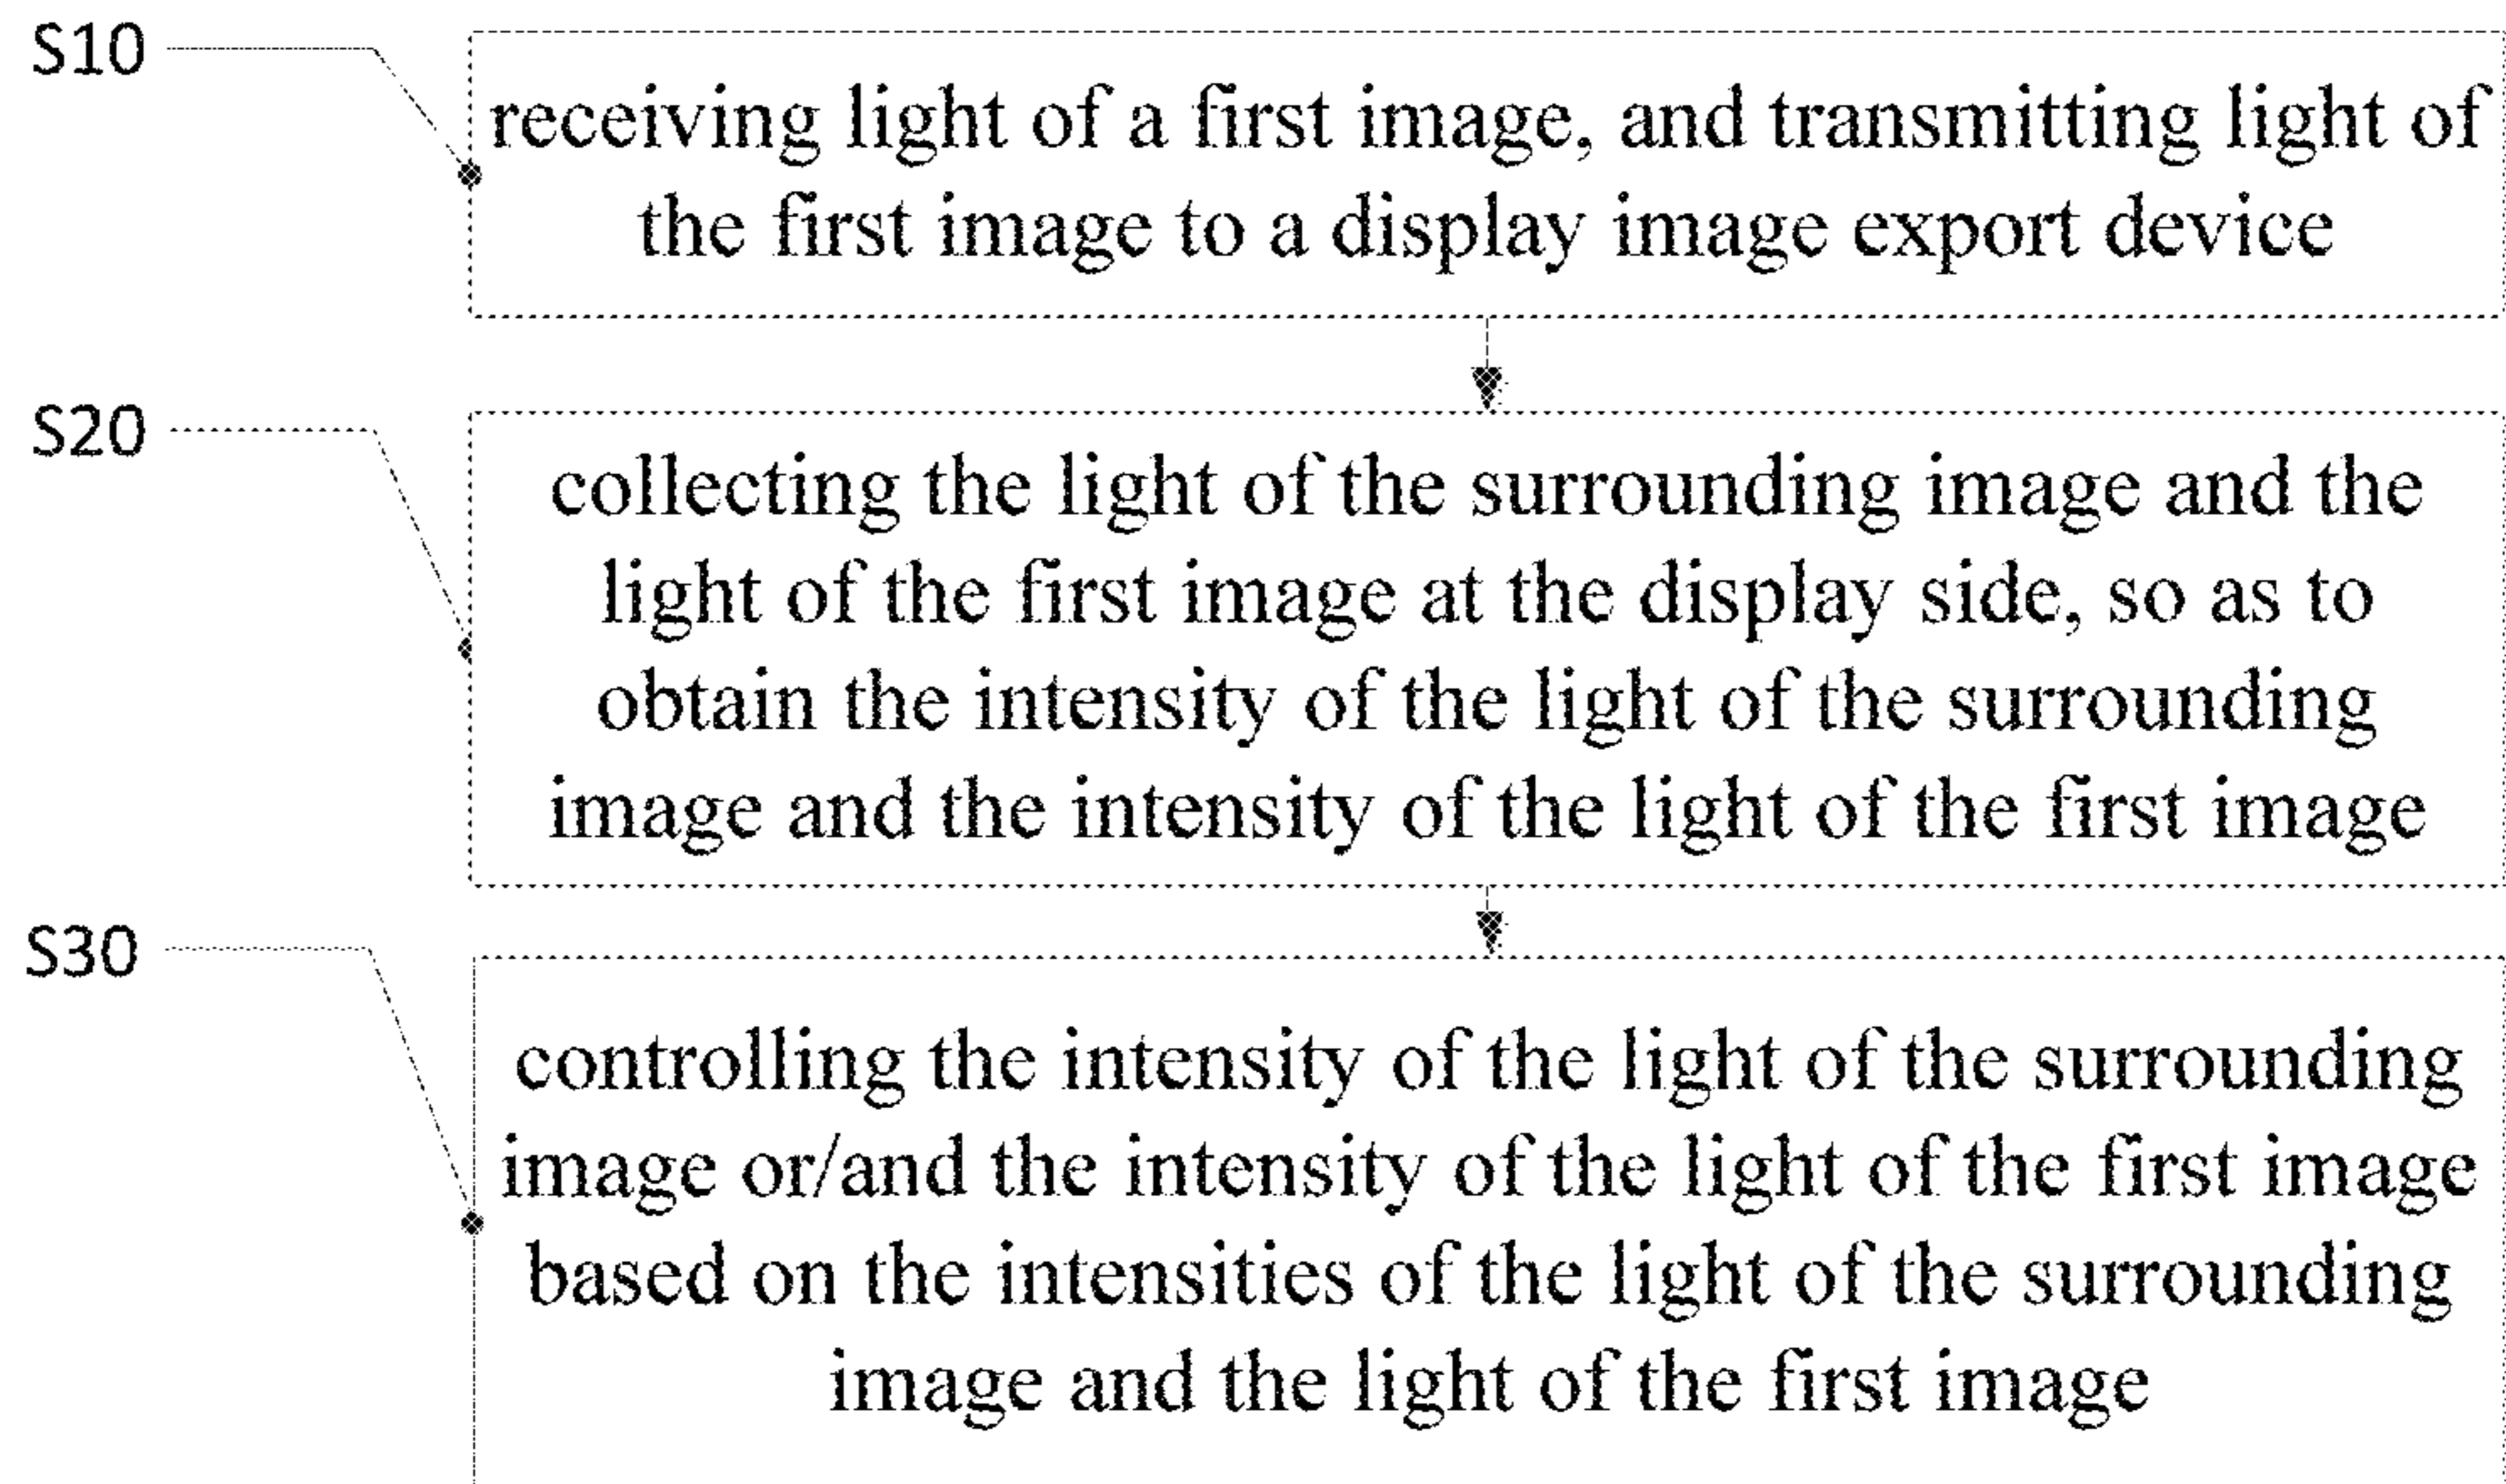 S10
receiving light of a first image, and transmitting light of
the first image to a display image export device
S20
collecting the light of the surrounding image and the
light of the first image at the display side, so as to
obtain the intensity of the light of the surrounding
image and the intensity of the light of the first image
S30
controlling the intensity of the light of the surrounding
image or/and the intensity of the light of the first image
based on the intensities of the light of the surrounding
image and the light of the first image